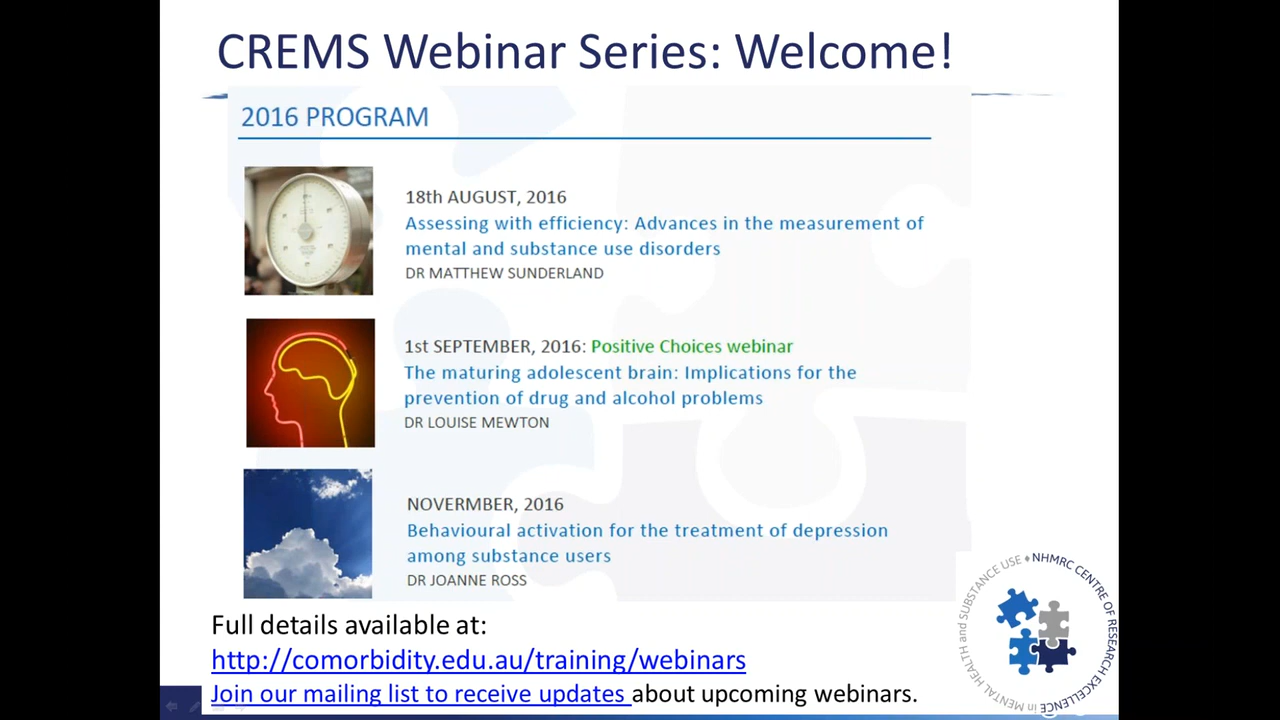 CREMS Webinar Series: Welcome!
2016 PROGRAM
18th AUGUST, 2016
Assessing with efficiency: Advances in the measurement of
mental and substance use disorders
DR MATTHEW SUNDERLAND
1st SEPTEMBER, 2016: Positive Choices webinar
The maturing adolescent brain: Implications for the
prevention of drug and alcohol problems
DR LOUISE MEWTON
NOVERMBER, 2016
Behavioural activation for the treatment of depression
among substance users
DR JOANNE ROSS
Full details available at:
http://comorbidity.edu.au/training/webinars
Join our mailing list to receive updates about upcoming webinars.
NHMRC CENTRE OF RESEARCH EXCELLENCE in MENTAL HEALTH and SUBSTANCE USE